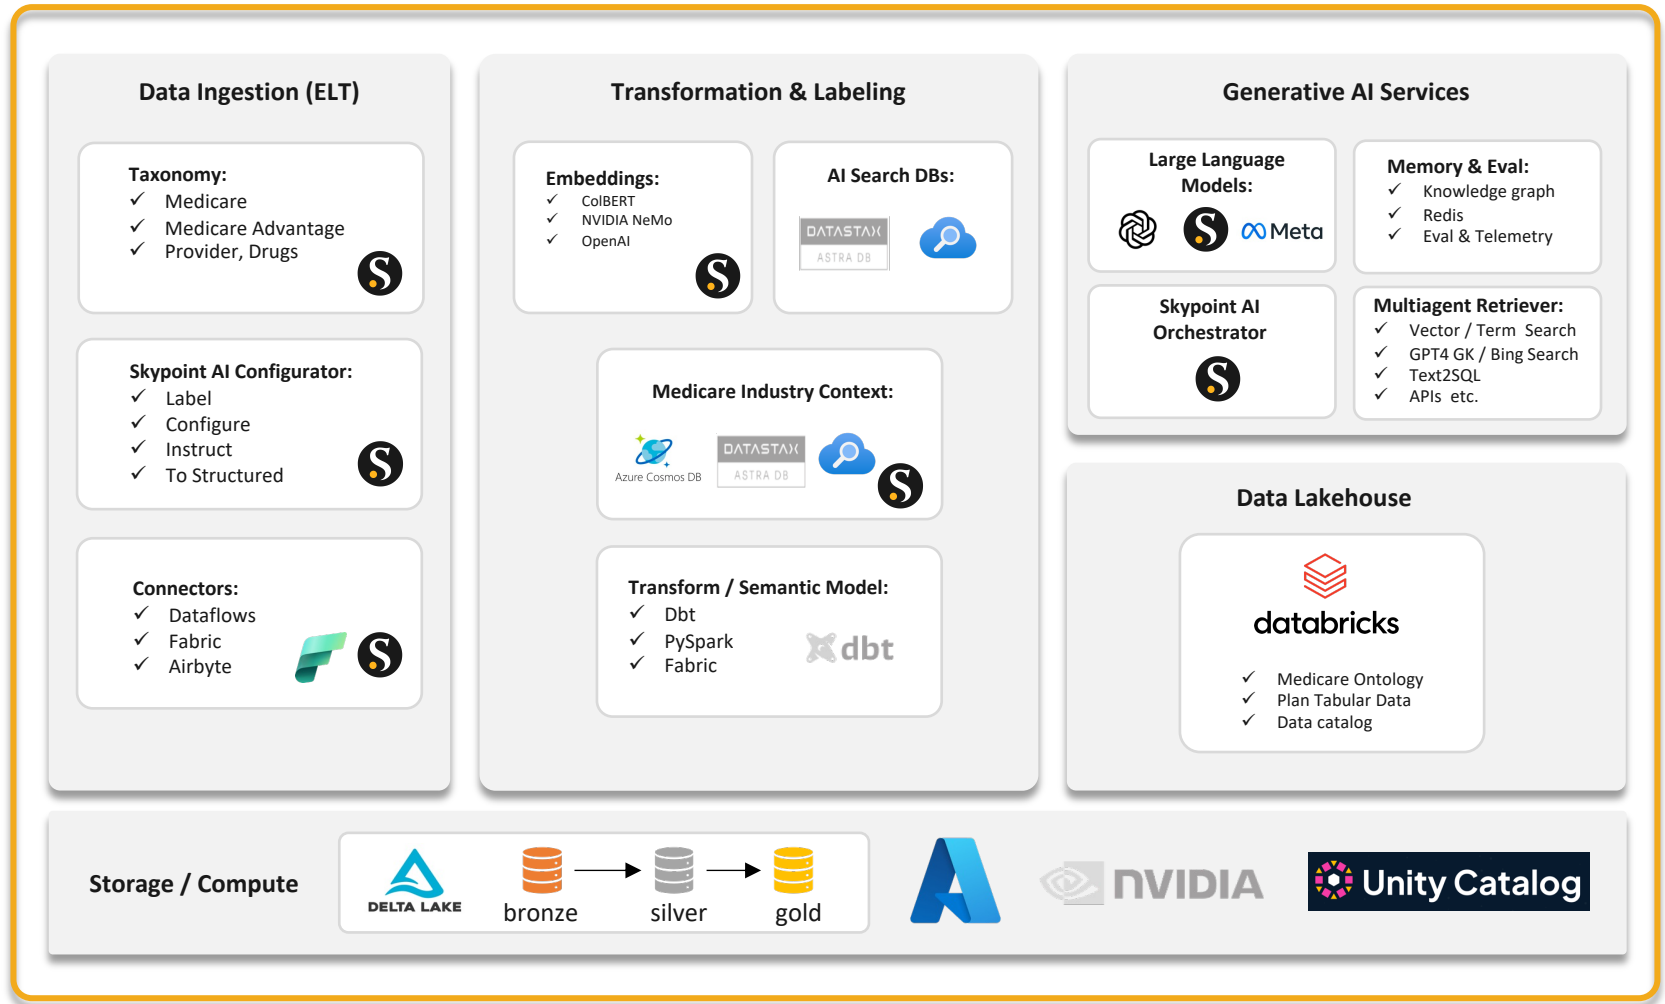 Data Ingestion (ELT)
Taxonomy:
Medicare
Medicare Advantage
Provider, Drugs
S
Skypoint AI Configurator:
Label
Configure
Instruct
To Structured
S
Connectors:
Dataflows
Fabric
Airbyte
S
Transformation & Labeling
Embeddings:
ColBERT
NVIDIA NeMo
OpenAI
S
AI Search DBs:
DATASTAX
ASTRA DB
Medicare Industry Context:
Azure Cosmos DB
DATASTAX
ASTRA DB
S
Transform / Semantic Model:
Dbt
PySpark
Fabric
dbt
Generative AI Services
Large Language
Models:
S
Meta
Memory & Eval:
Knowledge graph
Redis
Eval & Telemetry
Skypoint AI
Orchestrator
S
Multiagent Retriever:
Vector / Term Search
GPT4 GK / Bing Search
Text2SQL
APIs etc.
Data Lakehouse
databricks
Medicare Ontology
Plan Tabular Data
Data catalog
Storage / Compute
DELTA LAKE
bronze
silver
gold
NVIDIA
Unity Catalog